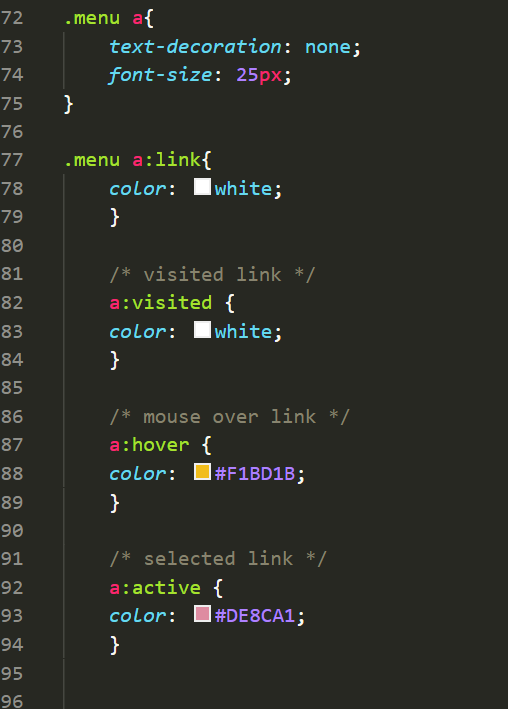 72 .menu a{
73 text-decoration: none;
74 font-size: 25px;
75 }
76
77 .menu a:link{
78 color: white;
79 }
80
81 /* visited link */
82 a:visited {
83 color: white;
84 }
85
86 /* mouse over link */
87 a:hover {
88 color: #F1BD1B;
89 }
90
91 /* selected link */
92 a:active {
93 color: #DE8CA1;
94 }
95
96